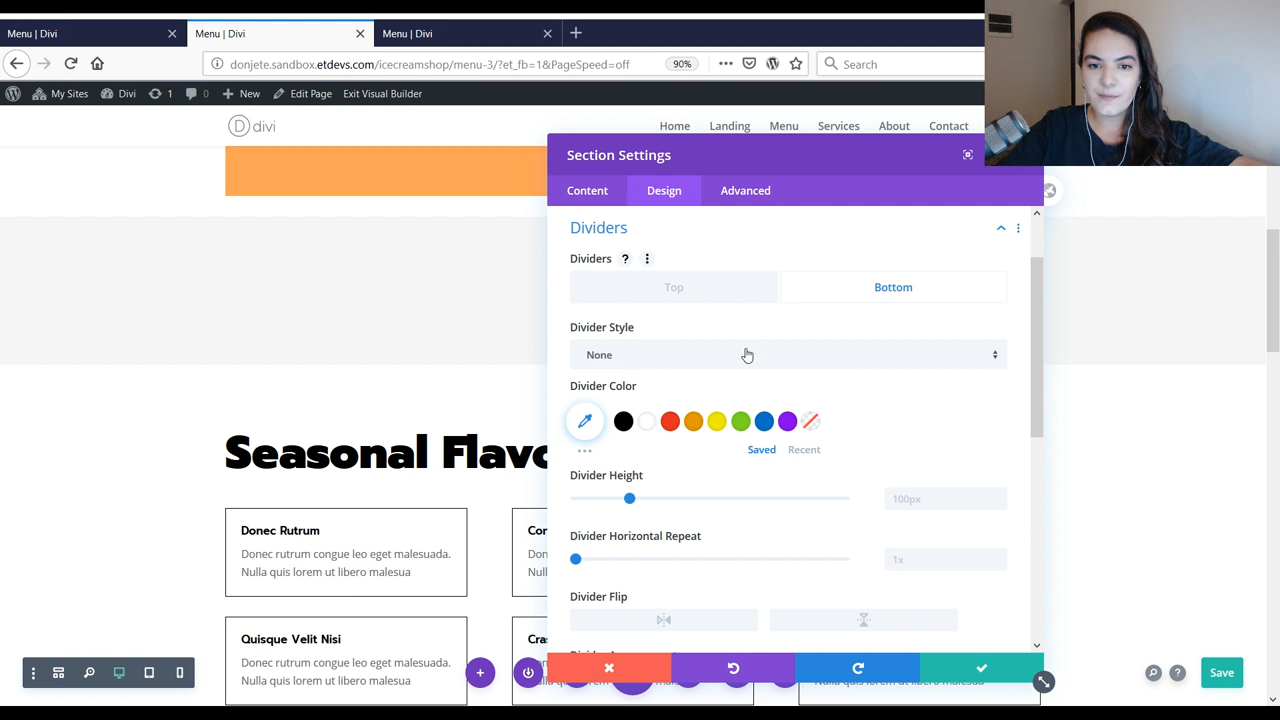 Menu | Divi
Menu | Divi
Menu | Divi
donjete.sandbox.etdevs.com/icecreamshop/menu-3/?et_fb=1&PageSpeed=off
90%
Search
My Sites
Divi
1
0
New
Edit Page
Exit Visual Builder
D divi
Home
Landing
Menu
Services
About
Contact
Section Settings
Content
Design
Advanced
Dividers
Dividers ?
Top
Bottom
Divider Style
None
Divider Color
Saved
Recent
Divider Height
100px
Divider Horizontal Repeat
1x
Divider Flip
Seasonal
Donec Rutrum
Donec rutrum congue leo eget malesuada.
Nulla quis lorem ut libero malesua
Quisque Velit Nisi
Donec rutrum congue leo eget malesuada.
Nulla quis lorem ut libero malesua
Save